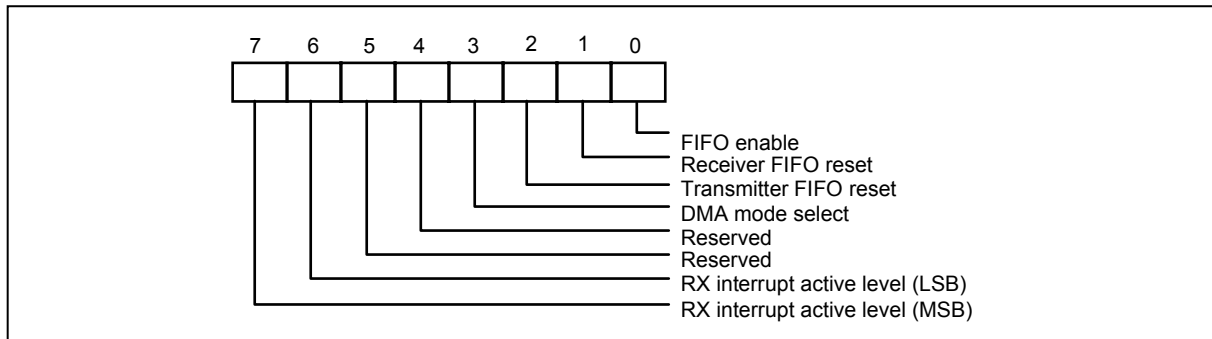 7 6 5 4 3 2 1 0
FIFO enable
Receiver FIFO reset
Transmitter FIFO reset
DMA mode select
Reserved
Reserved
RX interrupt active level (LSB)
RX interrupt active level (MSB)